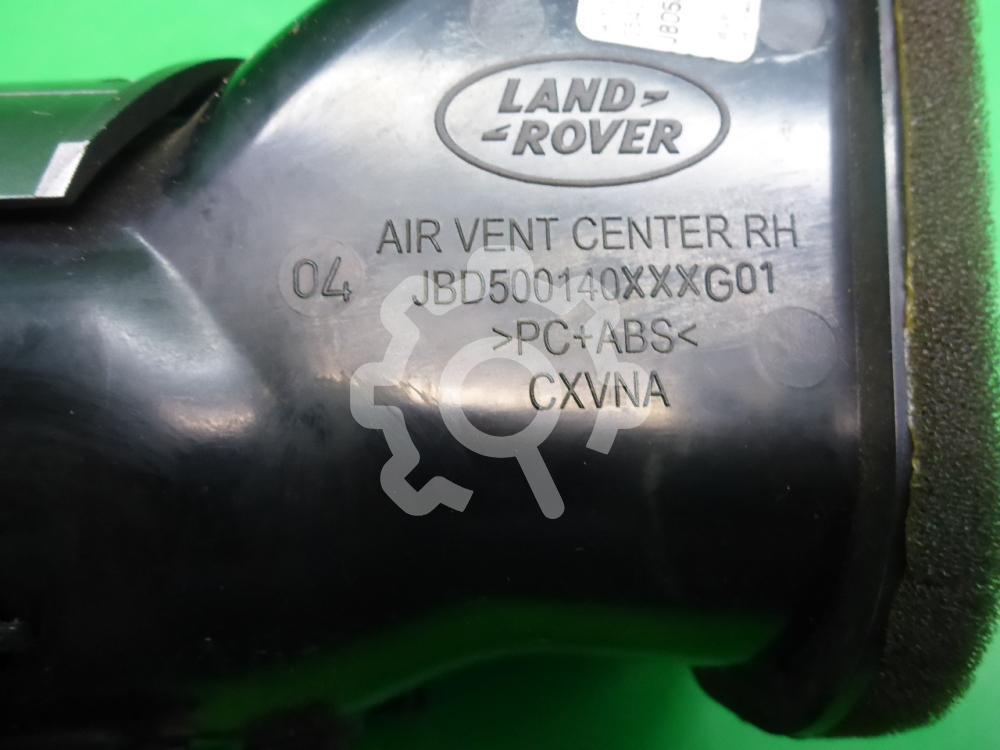 LAND
ROVER
AIR VENT CENTER RH
04
JBD500140XXXG01
>PC+ABS<
CXVNA